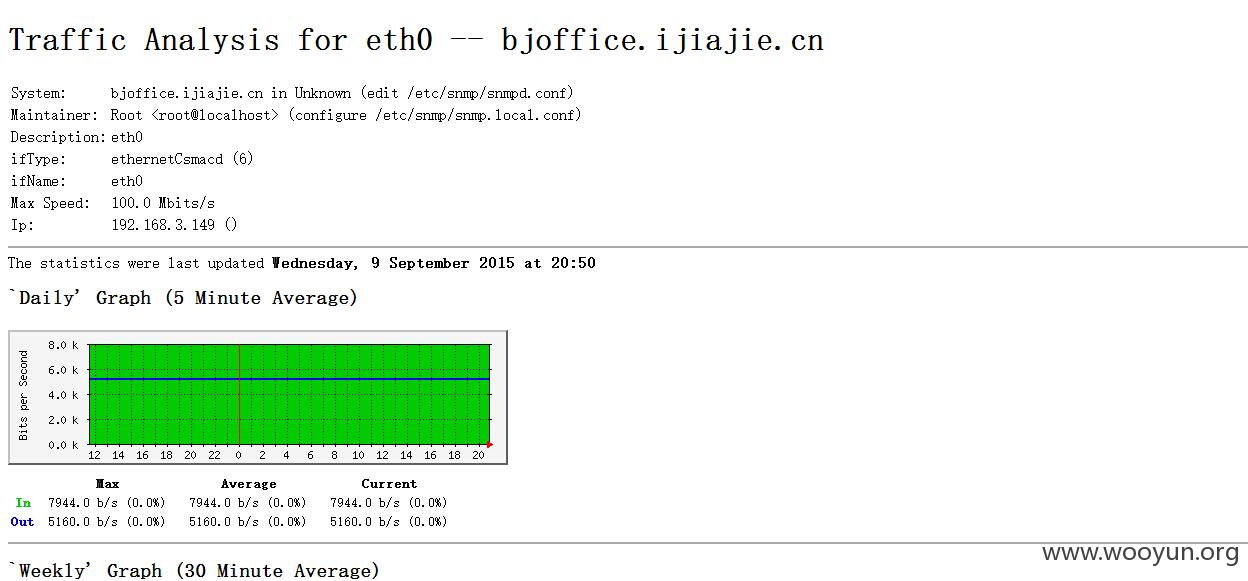 Traffic Analysis for eth0 -- bjoffice.ijiajie.cn
System: bjoffice.ijiajie.cn in Unknown (edit /etc/snmp/snmpd.conf)
Maintainer: Root <root@localhost> (configure /etc/snmp/snmp.local.conf)
Description: eth0
ifType: ethernetCsmacd (6)
ifName: eth0
Max Speed: 100.0 Mbits/s
Ip: 192.168.3.149 ()
The statistics were last updated Wednesday, 9 September 2015 at 20:50
`Daily' Graph (5 Minute Average)
Bits per Second
8.0 k
6.0 k
4.0 k
2.0 k
0.0 k
12 14 16 18 20 22 0 2 4 6 8 10 12 14 16 18 20
Max Average Current
In 7944.0 b/s (0.0%) 7944.0 b/s (0.0%) 7944.0 b/s (0.0%)
Out 5160.0 b/s (0.0%) 5160.0 b/s (0.0%) 5160.0 b/s (0.0%)
www.wooyun.org
`Weekly' Graph (30 Minute Average)